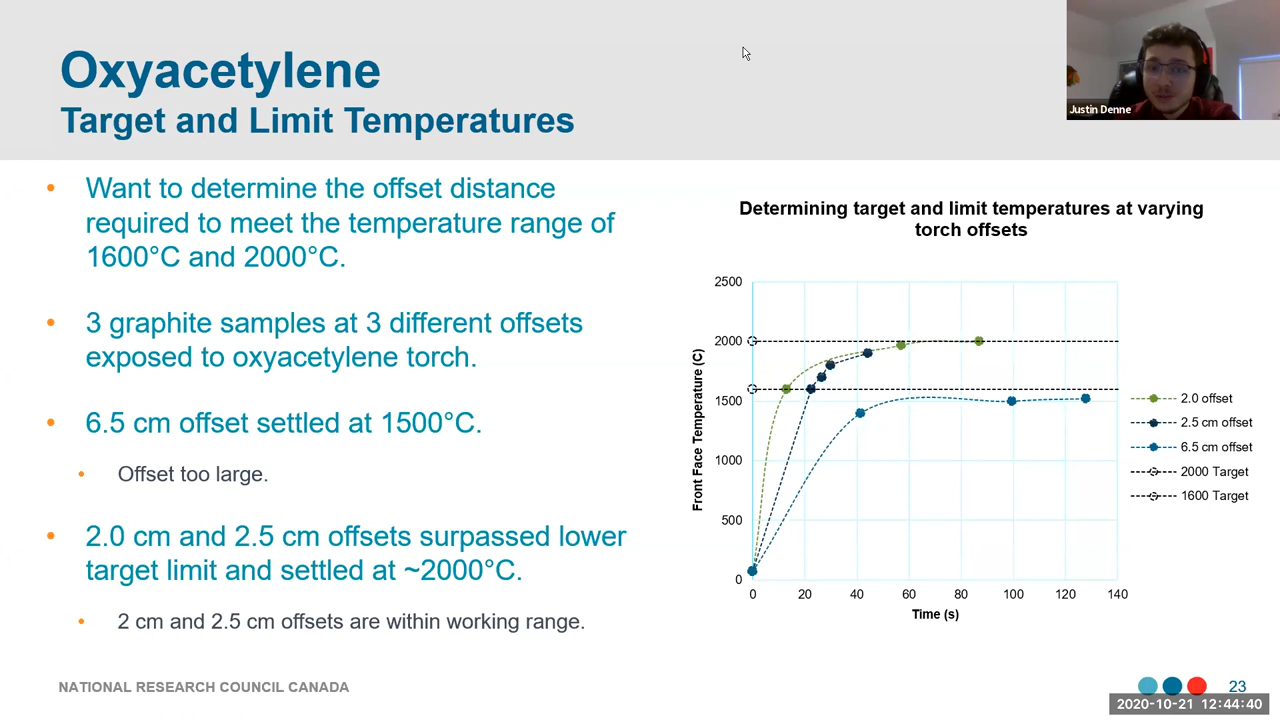 Oxyacetylene
Target and Limit Temperatures
Justin Denne
• Want to determine the offset distance
required to meet the temperature range of
1600°C and 2000°C.
• 3 graphite samples at 3 different offsets
exposed to oxyacetylene torch.
• 6.5 cm offset settled at 1500°C.
• Offset too large.
• 2.0 cm and 2.5 cm offsets surpassed lower
target limit and settled at ~2000°C.
• 2 cm and 2.5 cm offsets are within working range.
Determining target and limit temperatures at varying
torch offsets
Front Face Temperature (C)
2500
2000
1500
1000
500
0
0 20 40 60 80 100 120 140
Time (s)
2.0 offset
2.5 cm offset
6.5 cm offset
2000 Target
1600 Target
NATIONAL RESEARCH COUNCIL CANADA
23
2020-10-21 12:44:40